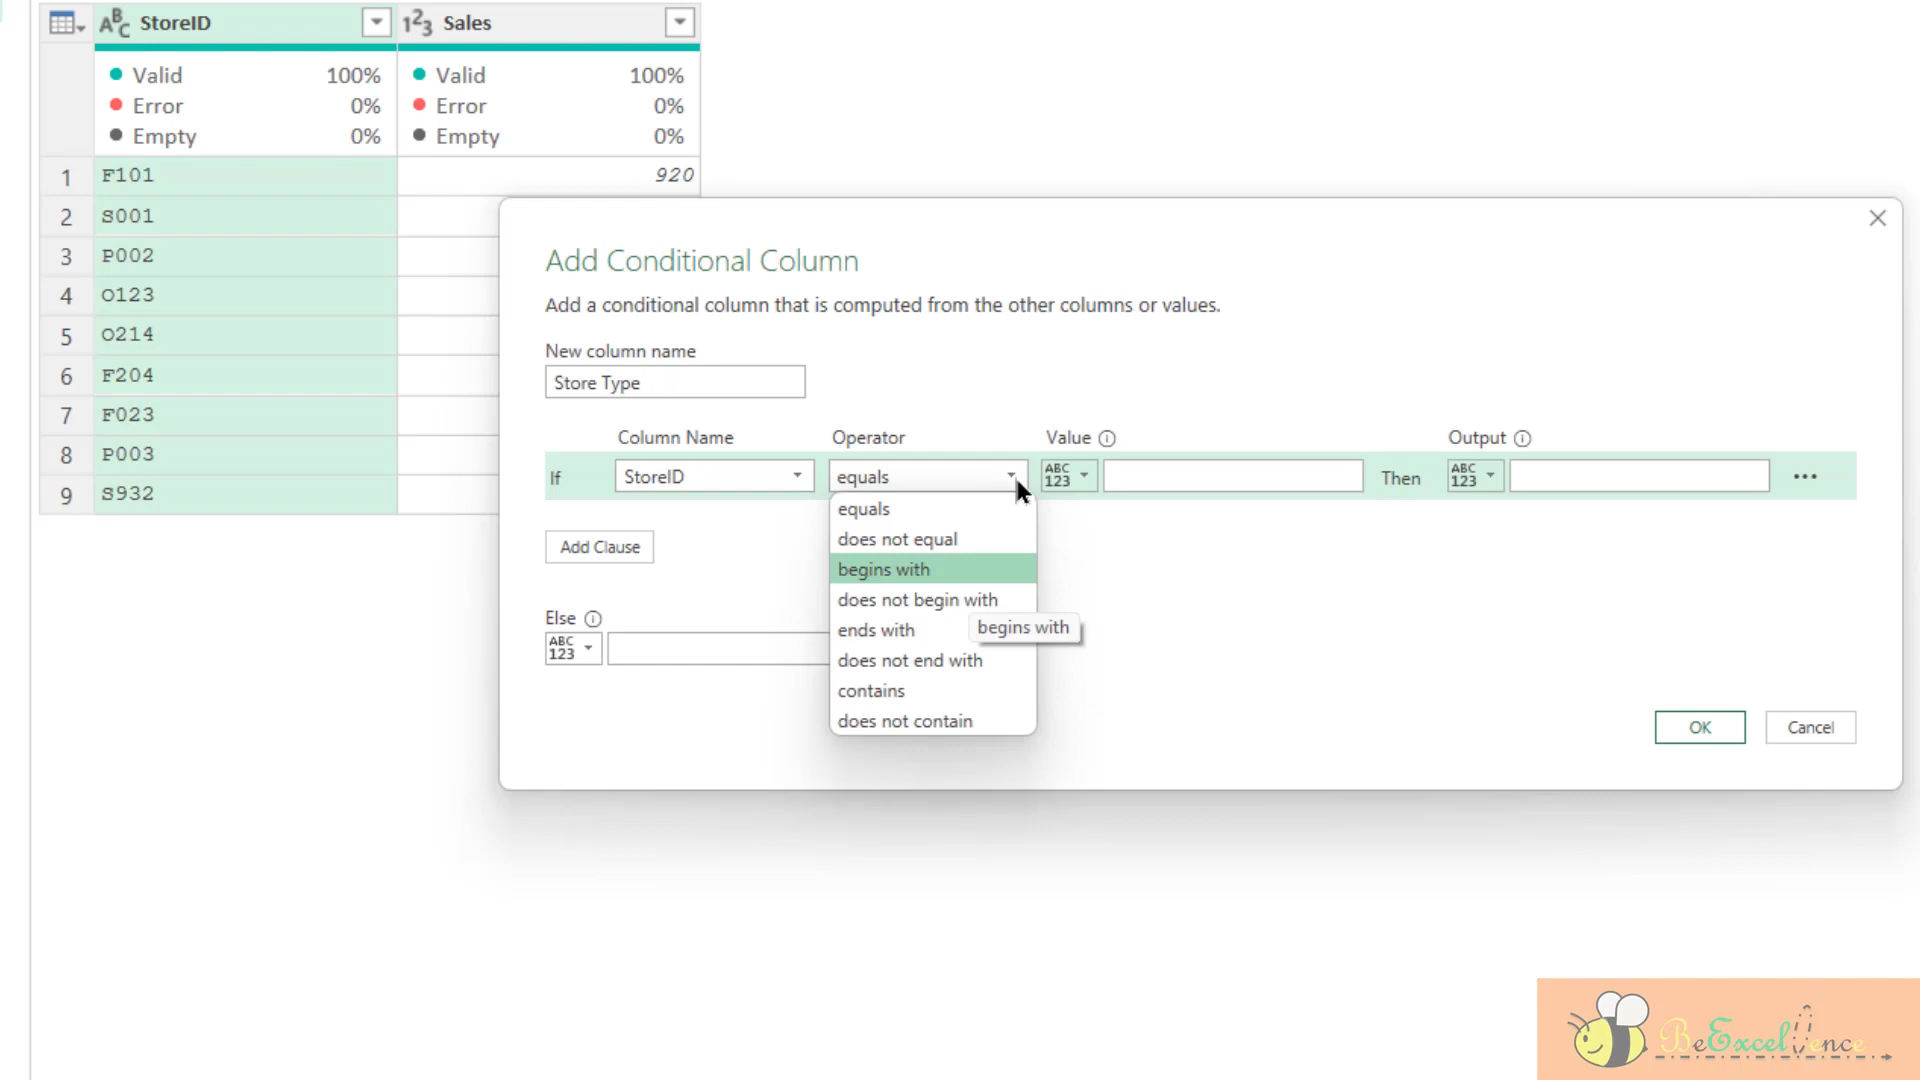 ABC StoreID 123 Sales
Valid 100% Valid 100%
Error 0% Error 0%
Empty 0% Empty 0%
1 F101 920
2 S001
3 P002
4 O123
5 O214
6 F204
7 F023
8 P003
9 S932
Add Conditional Column
Add a conditional column that is computed from the other columns or values.
New column name
Store Type
Column Name Operator Value Output
If StoreID equals ABC 123 Then ABC 123 ...
equals
does not equal
begins with
does not begin with
ends with
does not end with
contains
does not contain
begins with
Add Clause
Else
ABC 123
OK Cancel
BeExcellence